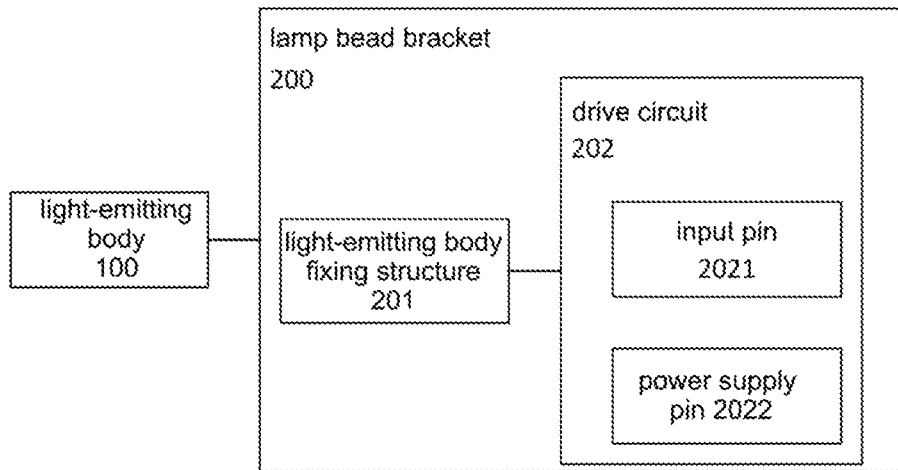 lamp bead bracket
200
drive circuit
202
light-emitting
body
100
light-emitting body
fixing structure
201
input pin
2021
power supply
pin 2022